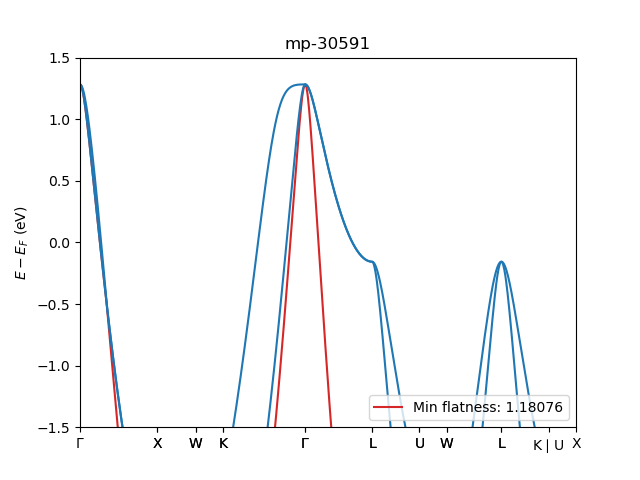 mp-30591
E − E_F (eV)
1.5
1.0
0.5
0.0
−0.5
−1.0
−1.5
Min flatness: 1.18076
Γ X W K Γ L U W L K | U X